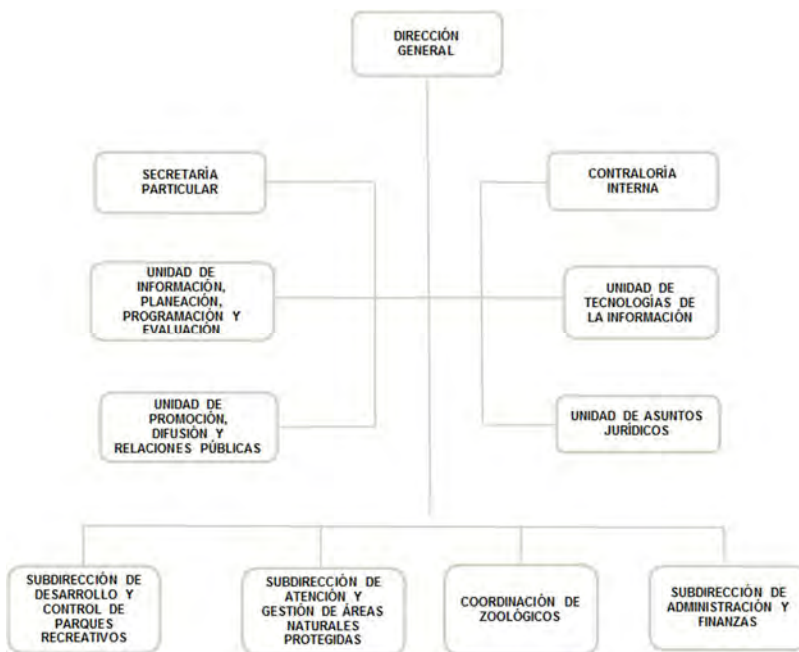 DIRECCIÓN
GENERAL
SECRETARÍA
PARTICULAR
CONTRALORÍA
INTERNA
UNIDAD DE
INFORMACIÓN,
PLANEACIÓN,
PROGRAMACIÓN Y
EVALUACIÓN
UNIDAD DE
TECNOLOGÍAS DE
LA INFORMACIÓN
UNIDAD DE
PROMOCIÓN,
DIFUSIÓN Y
RELACIONES PÚBLICAS
UNIDAD DE ASUNTOS
JURÍDICOS
SUBDIRECCIÓN DE
DESARROLLO Y
CONTROL DE
PARQUES
RECREATIVOS
SUBDIRECCIÓN DE
ATENCIÓN Y
GESTIÓN DE ÁREAS
NATURALES
PROTEGIDAS
COORDINACIÓN DE
ZOOLÓGICOS
SUBDIRECCIÓN DE
ADMINISTRACIÓN Y
FINANZAS